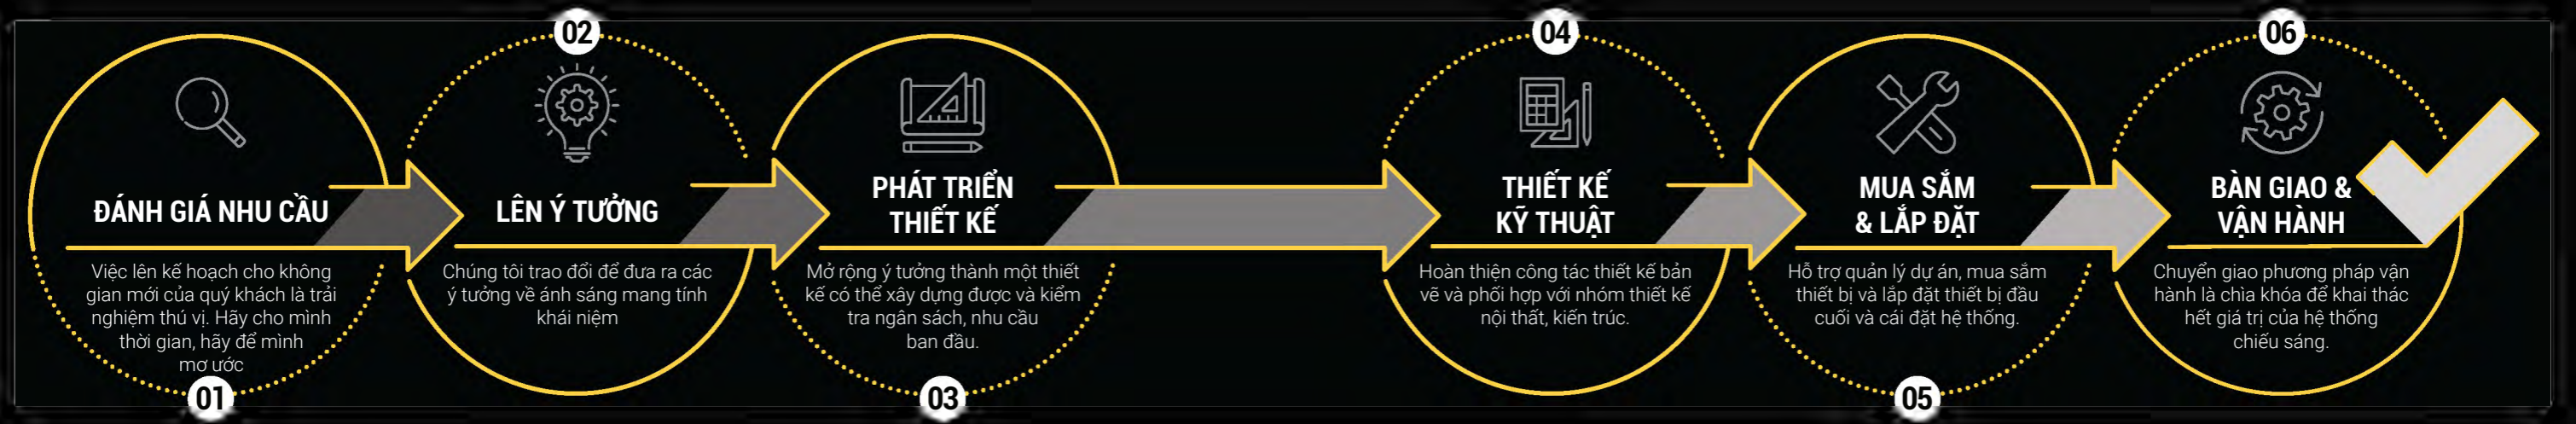 01
ĐÁNH GIÁ NHU CẦU
Việc lên kế hoạch cho không
gian mới của quý khách là trải
nghiệm thú vị. Hãy cho mình
thời gian, hãy để mình
mơ ước
02
LÊN Ý TƯỞNG
Chúng tôi trao đổi để đưa ra các
ý tưởng về ánh sáng mang tính
khái niệm
03
PHÁT TRIỂN
THIẾT KẾ
Mở rộng ý tưởng thành một thiết
kế có thể xây dựng được và kiểm
tra ngân sách, nhu cầu
ban đầu.
04
THIẾT KẾ
KỸ THUẬT
Hoàn thiện công tác thiết kế bản
vẽ và phối hợp với nhóm thiết kế
nội thất, kiến trúc.
05
MUA SẮM
& LẮP ĐẶT
Hỗ trợ quản lý dự án, mua sắm
thiết bị và lắp đặt thiết bị đầu
cuối và cái đặt hệ thống.
06
BÀN GIAO &
VẬN HÀNH
Chuyển giao phương pháp vận
hành là chìa khóa để khai thác
hết giá trị của hệ thống
chiếu sáng.